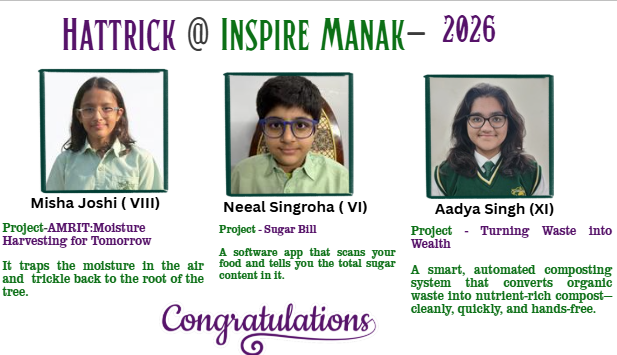 HATTRICK @ INSPIRE MANAK– 2026
Misha Joshi ( VIII)
Project-AMRIT:Moisture
Harvesting for Tomorrow
It traps the moisture in the air
and trickle back to the root of the
tree.
Neeal Singroha ( VI)
Project - Sugar Bill
A software app that scans your
food and tells you the total sugar
content in it.
Aadya Singh (XI)
Project - Turning Waste into
Wealth
A smart, automated composting
system that converts organic
waste into nutrient-rich compost—
cleanly, quickly, and hands-free.
Congratulations